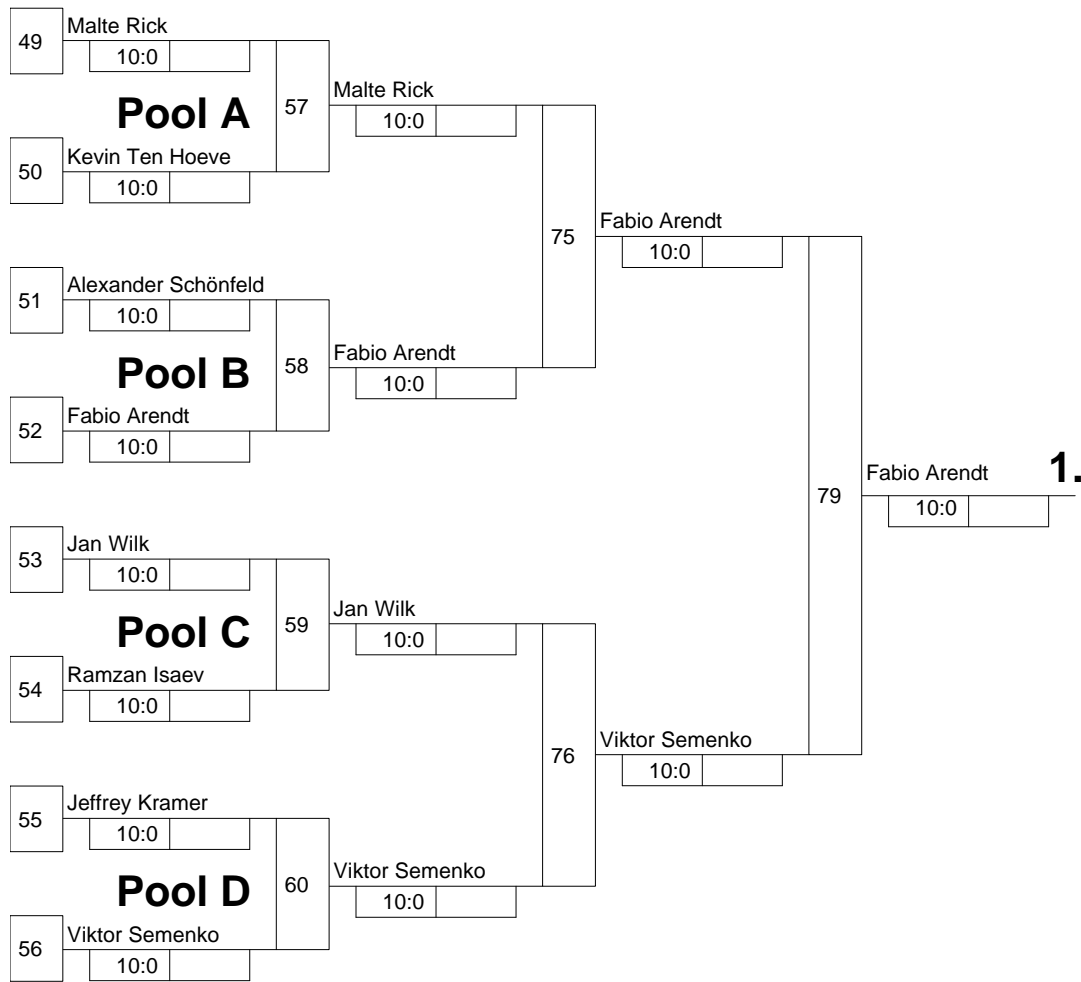 49 Malte Rick
10:0
Pool A 57 Malte Rick
10:0
50 Kevin Ten Hoeve
10:0
75 Fabio Arendt
10:0
51 Alexander Schönfeld
10:0
Pool B 58 Fabio Arendt
10:0
52 Fabio Arendt
10:0
79 Fabio Arendt 1.
10:0
53 Jan Wilk
10:0
Pool C 59 Jan Wilk
10:0
54 Ramzan Isaev
10:0
76 Viktor Semenko
10:0
55 Jeffrey Kramer
10:0
Pool D 60 Viktor Semenko
10:0
56 Viktor Semenko
10:0